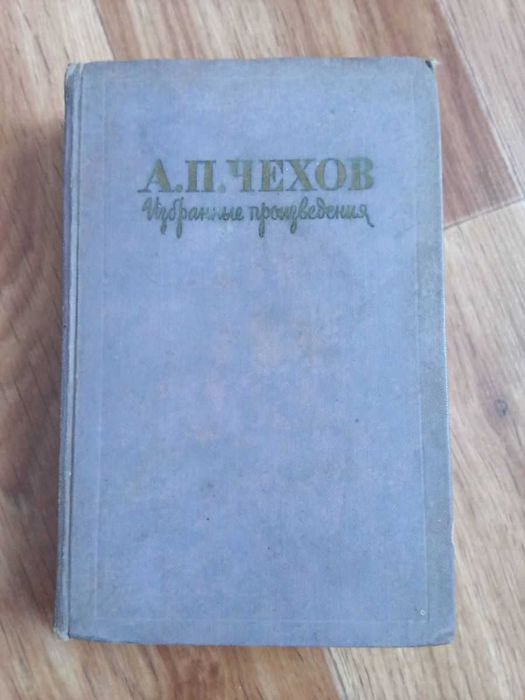 А.П.ЧЕХОВ
Избранные произведения